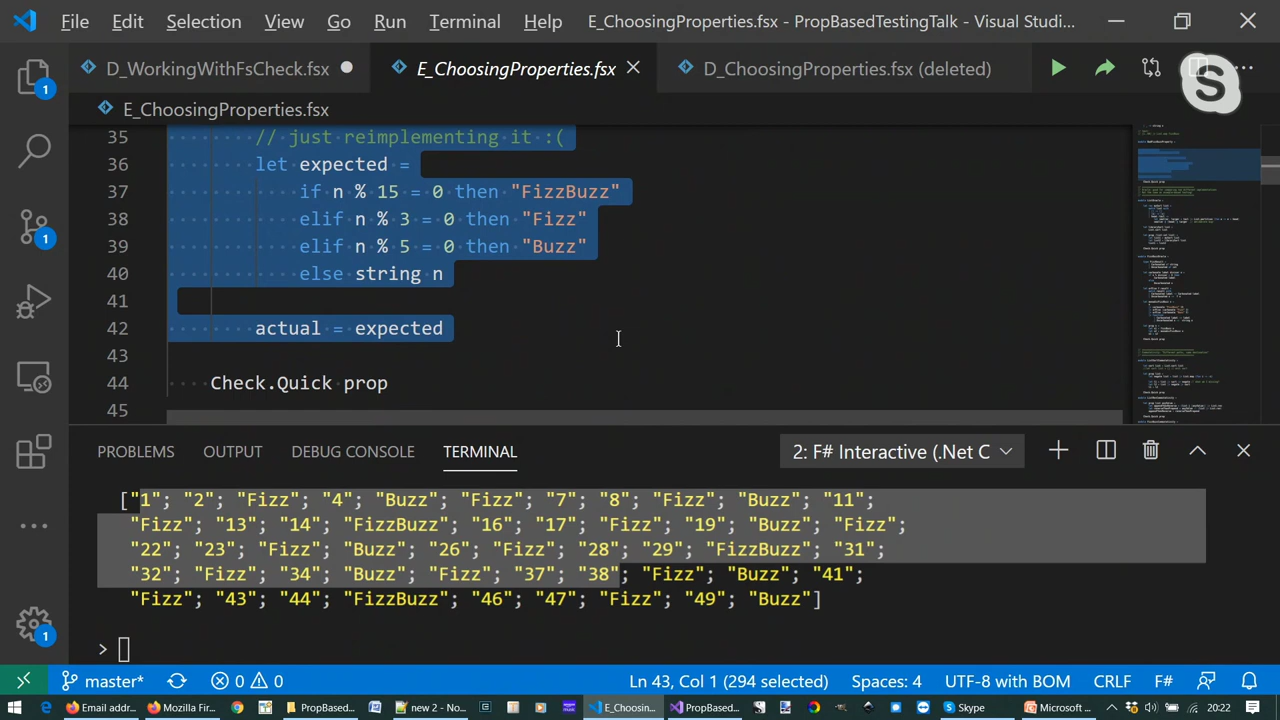 File Edit Selection View Go Run Terminal Help E_ChoosingProperties.fsx - PropBasedTestingTalk - Visual Studi...
D_WorkingWithFsCheck.fsx E_ChoosingProperties.fsx D_ChoosingProperties.fsx (deleted)
E_ChoosingProperties.fsx
35 // just reimplementing it :(
36 let expected =
37 if n % 15 = 0 then "FizzBuzz"
38 elif n % 3 = 0 then "Fizz"
39 elif n % 5 = 0 then "Buzz"
40 else string n
41
42 actual = expected
43
44 Check.Quick prop
45
PROBLEMS OUTPUT DEBUG CONSOLE TERMINAL 2: F# Interactive (.Net C
["1"; "2"; "Fizz"; "4"; "Buzz"; "Fizz"; "7"; "8"; "Fizz"; "Buzz"; "11";
"Fizz"; "13"; "14"; "FizzBuzz"; "16"; "17"; "Fizz"; "19"; "Buzz"; "Fizz";
"22"; "23"; "Fizz"; "Buzz"; "26"; "Fizz"; "28"; "29"; "FizzBuzz"; "31";
"32"; "Fizz"; "34"; "Buzz"; "Fizz"; "37"; "38"; "Fizz"; "Buzz"; "41";
"Fizz"; "43"; "44"; "FizzBuzz"; "46"; "47"; "Fizz"; "49"; "Buzz"]
>
master* 0 0 Ln 43, Col 1 (294 selected) Spaces: 4 UTF-8 with BOM CRLF F#
Email addr... Mozilla Fir... PropBased... new 2 - No... E_Choosin... PropBased... Skype Microsoft ... 20:22